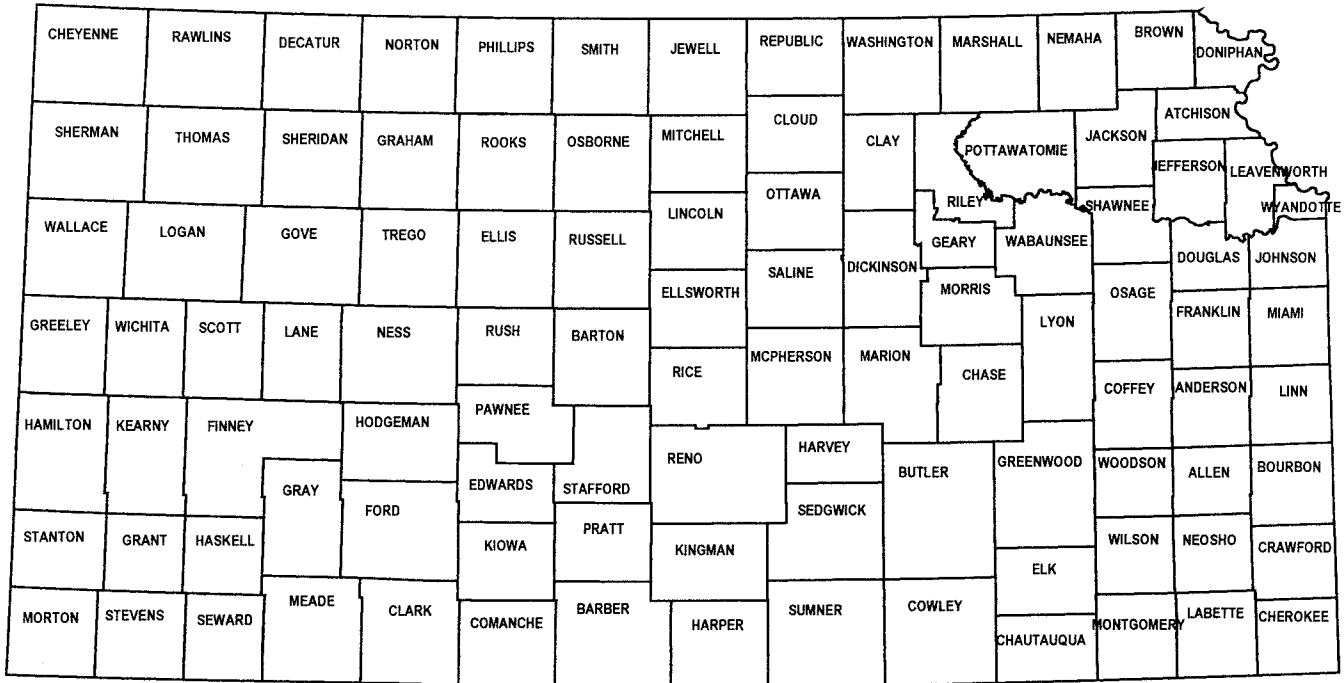 CHEYENNE
RAWLINS
DECATUR
NORTON
PHILLIPS
SMITH
JEWELL
REPUBLIC
WASHINGTON
MARSHALL
NEMAHA
BROWN
DONIPHAN
SHERMAN
THOMAS
SHERIDAN
GRAHAM
ROOKS
OSBORNE
MITCHELL
CLOUD
CLAY
POTTAWATOMIE
JACKSON
ATCHISON
JEFFERSON
LEAVENWORTH
WYANDOTTE
OTTAWA
LINCOLN
RILEY
SHAWNEE
WALLACE
LOGAN
GOVE
TREGO
ELLIS
RUSSELL
GEARY
WABAUNSEE
DOUGLAS
JOHNSON
SALINE
DICKINSON
ELLSWORTH
MORRIS
OSAGE
GREELEY
WICHITA
SCOTT
LANE
NESS
RUSH
BARTON
LYON
FRANKLIN
MIAMI
RICE
MCPHERSON
MARION
CHASE
COFFEY
ANDERSON
LINN
HAMILTON
KEARNY
FINNEY
HODGEMAN
PAWNEE
RENO
HARVEY
BUTLER
GREENWOOD
WOODSON
ALLEN
BOURBON
GRAY
FORD
EDWARDS
STAFFORD
SEDGWICK
STANTON
GRANT
HASKELL
KIOWA
PRATT
KINGMAN
ELK
WILSON
NEOSHO
CRAWFORD
MORTON
STEVENS
SEWARD
MEADE
CLARK
COMANCHE
BARBER
HARPER
SUMNER
COWLEY
CHAUTAUQUA
MONTGOMERY
LABETTE
CHEROKEE